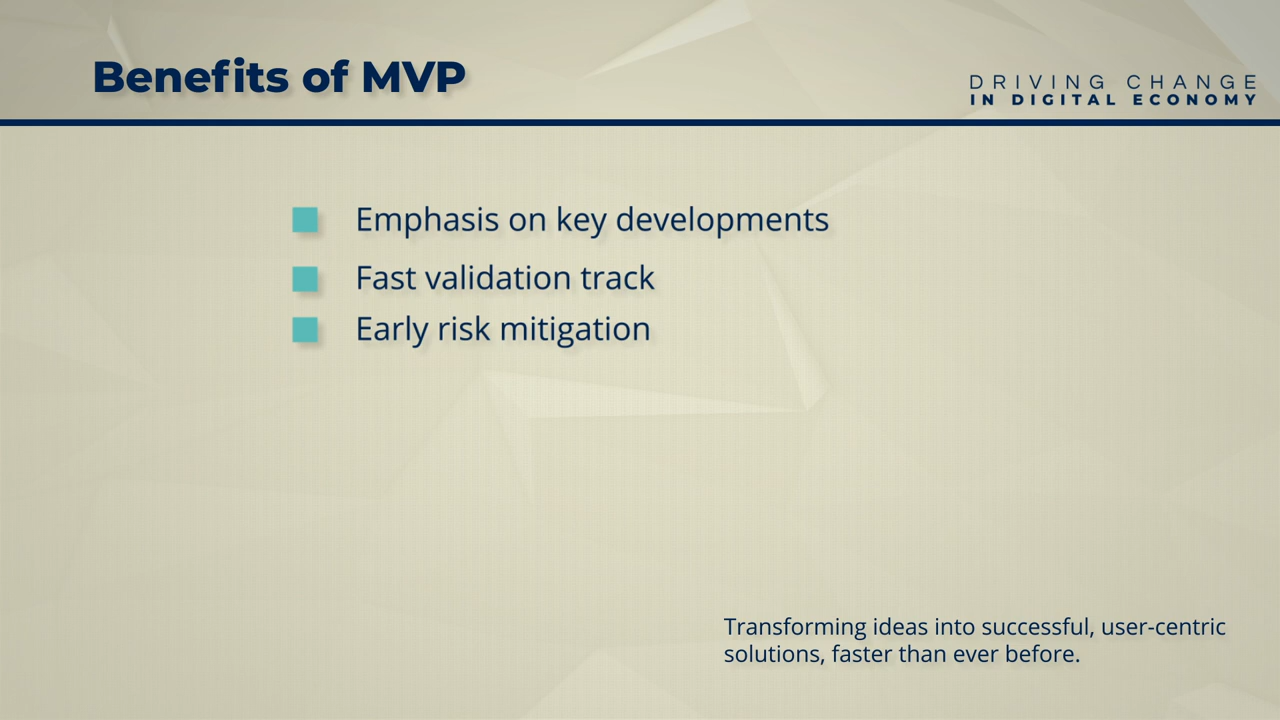 Benefits of MVP
DRIVING CHANGE
IN DIGITAL ECONOMY
Emphasis on key developments
Fast validation track
Early risk mitigation
Transforming ideas into successful, user-centric
solutions, faster than ever before.